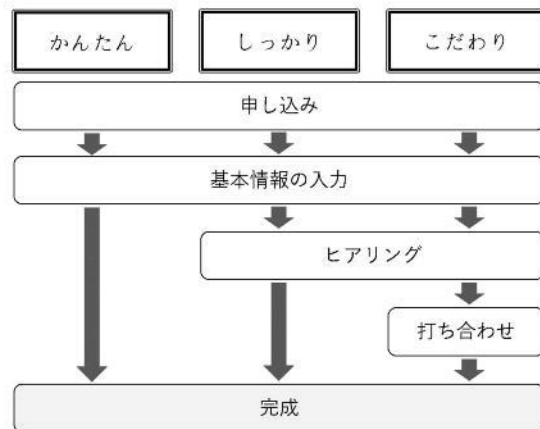 かんたん
しっかり
こだわり
申し込み
基本情報の入力
ヒアリング
打ち合わせ
完成